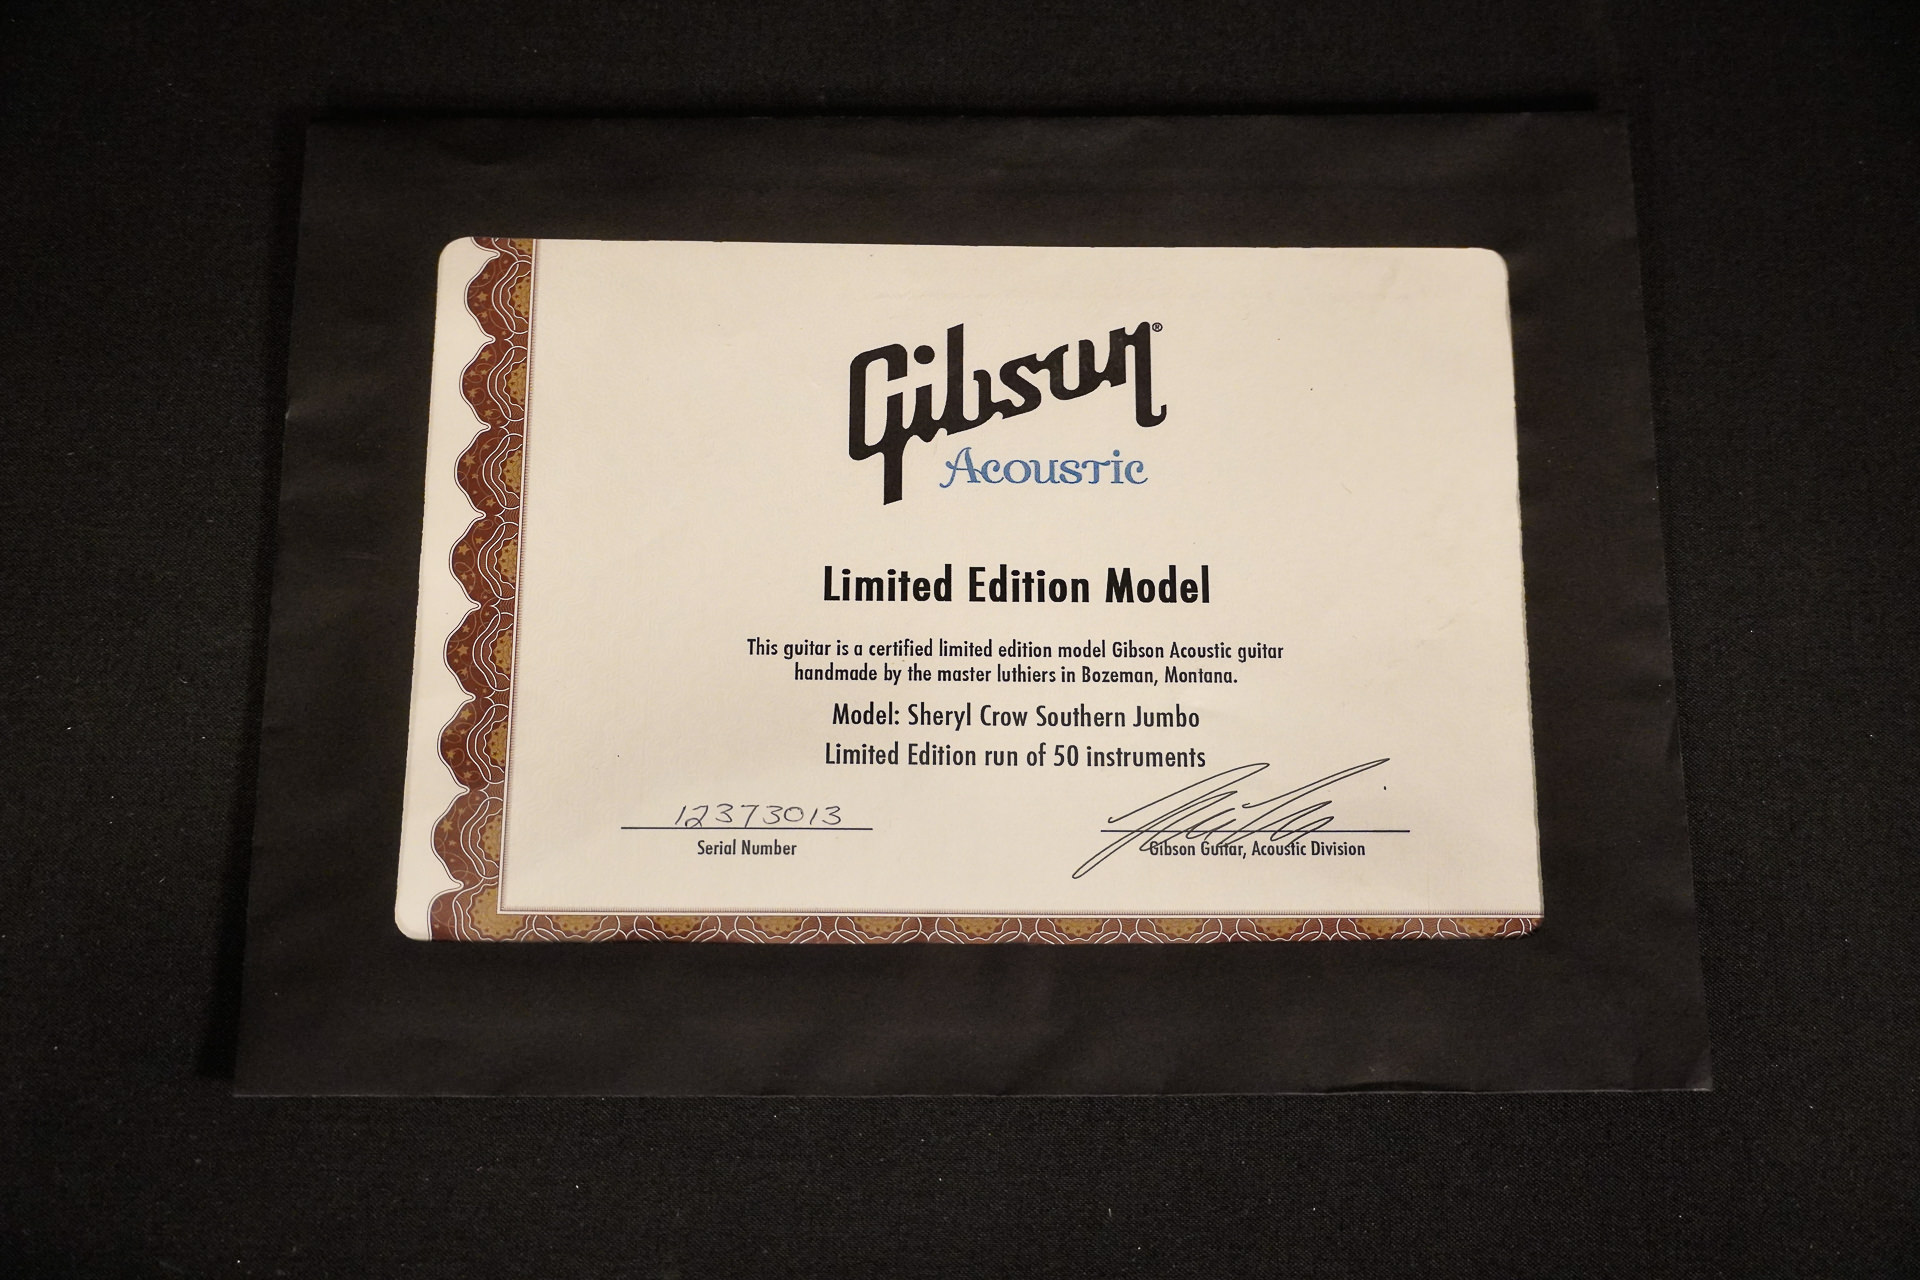 Gibson®
Acoustic
Limited Edition Model
This guitar is a certified limited edition model Gibson Acoustic guitar
handmade by the master luthiers in Bozeman, Montana.
Model: Sheryl Crow Southern Jumbo
Limited Edition run of 50 instruments
12373013
Serial Number
Gibson Guitar, Acoustic Division